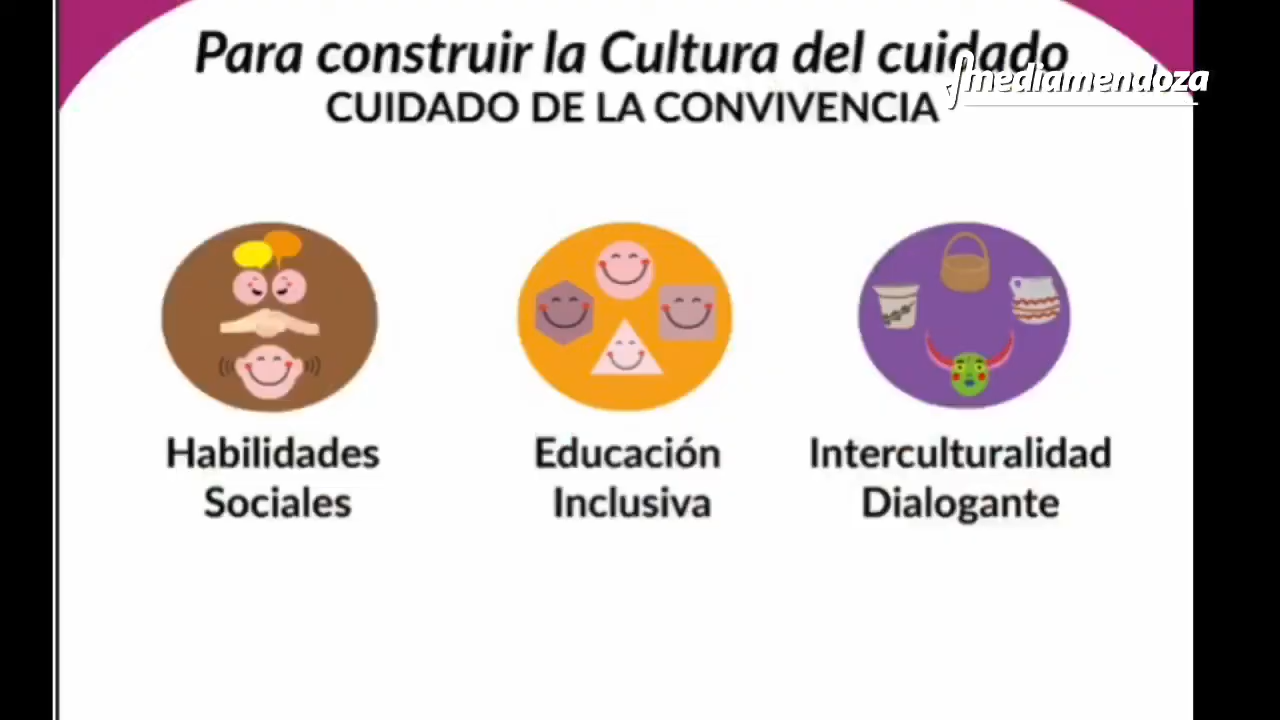 Para construir la Cultura del cuidado
mediamendoza
CUIDADO DE LA CONVIVENCIA
Habilidades
Sociales
Educación
Inclusiva
Interculturalidad
Dialogante